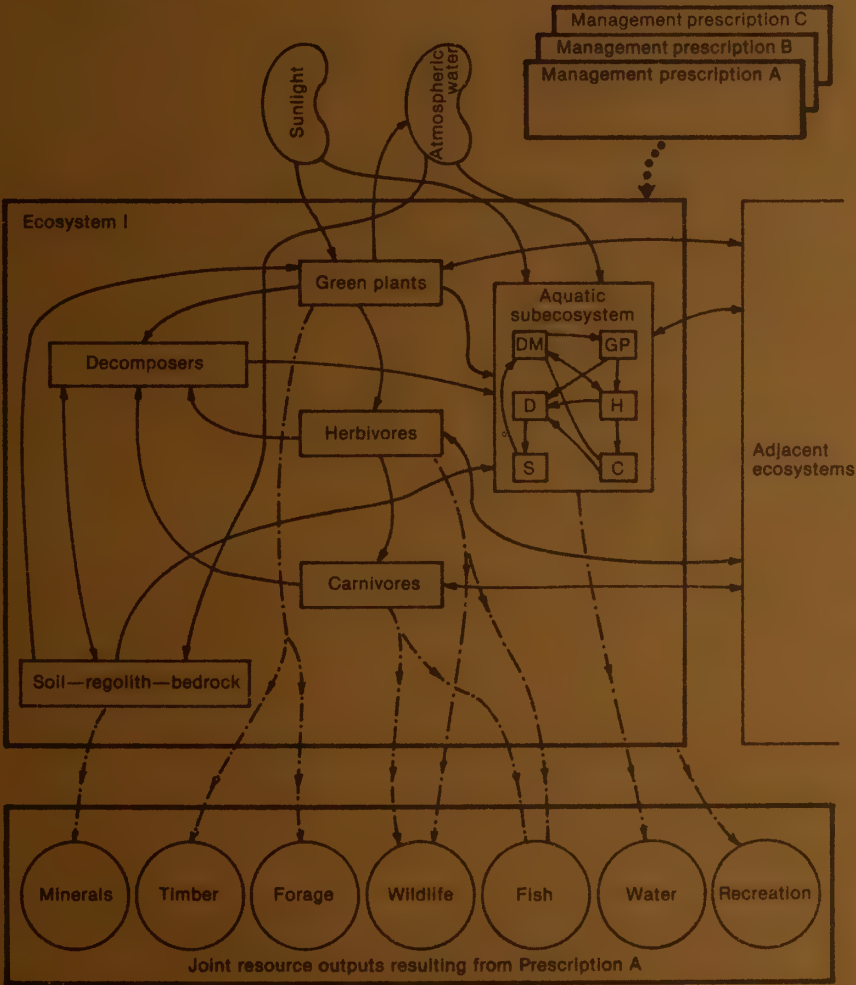 Management prescription C
Management prescription B
Management prescription A
Sunlight
Atmospheric
water
Ecosystem I
Green plants
Aquatic
subecosystem
DM
GP
Decomposers
D
H
Herbivores
S
C
Adjacent
ecosystems
Carnivores
Soil—regolith—bedrock
Minerals
Timber
Forage
Wildlife
Fish
Water
Recreation
Joint resource outputs resulting from Prescription A